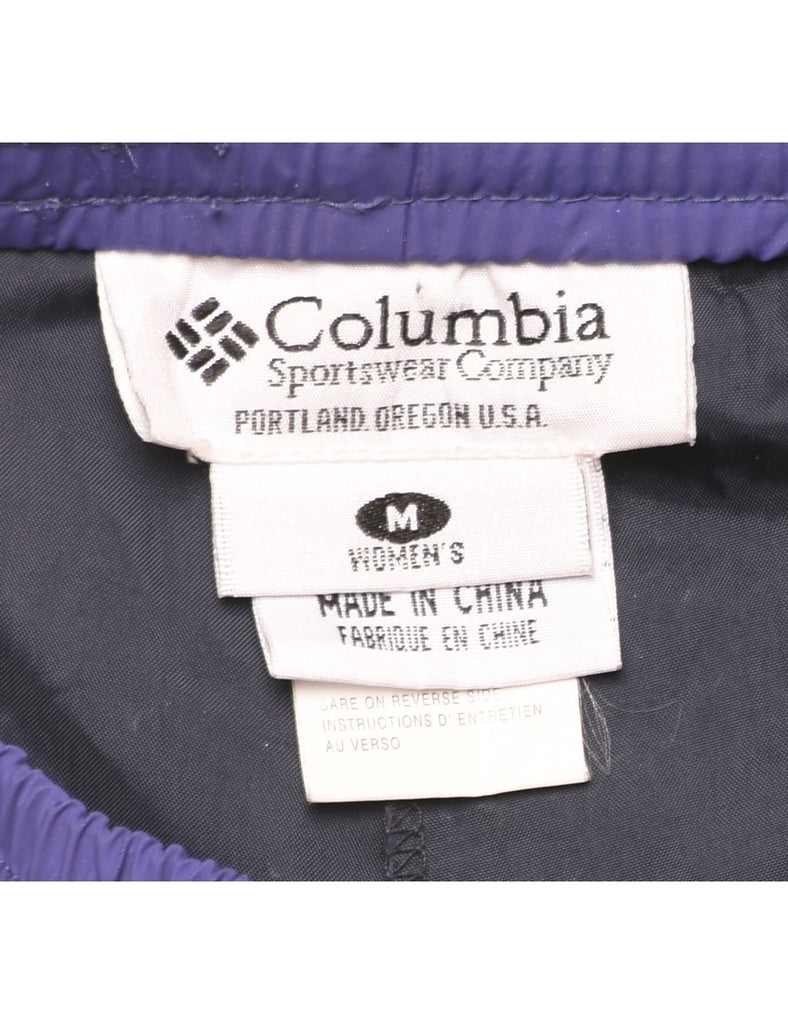 Columbia
Sportswear Company
PORTLAND. OREGON U.S.A.
M
WOMEN'S
MADE IN CHINA
FABRIQUE EN CHINE
CARE ON REVERSE SIDE
INSTRUCTIONS D' ENTRETIEN
AU VERSO